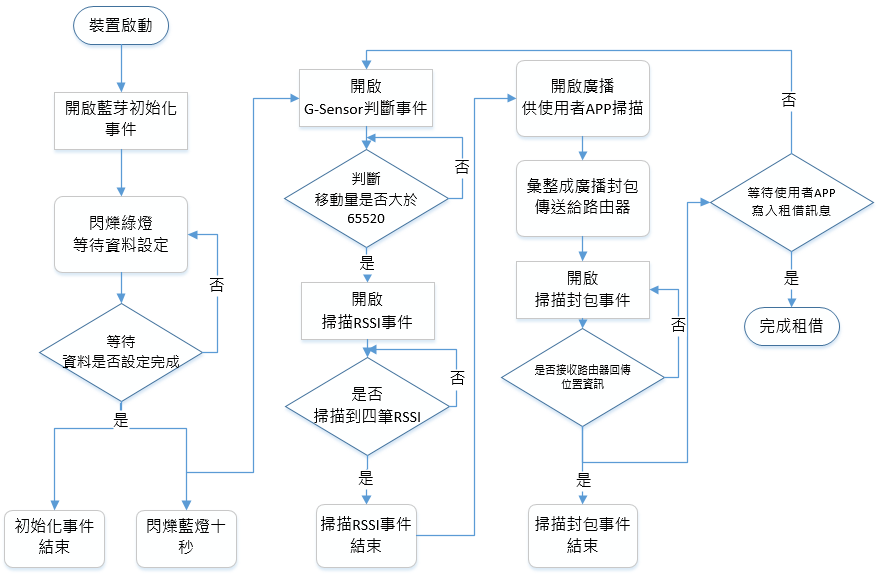 裝置啟動
開啟藍芽初始化
事件
閃爍綠燈
等待資料設定
否
等待
資料是否設定完成
是
初始化事件
結束
閃爍藍燈十
秒
開啟
G-Sensor判斷事件
否
判斷
移動量是否大於
65520
是
開啟
掃描RSSI事件
否
是否
掃描到四筆RSSI
是
掃描RSSI事件
結束
開啟廣播
供使用者APP掃描
彙整成廣播封包
傳送給路由器
開啟
掃描封包事件
否
是否接收路由器回傳
位置資訊
是
掃描封包事件
結束
否
等待使用者APP
寫入租借訊息
是
完成租借